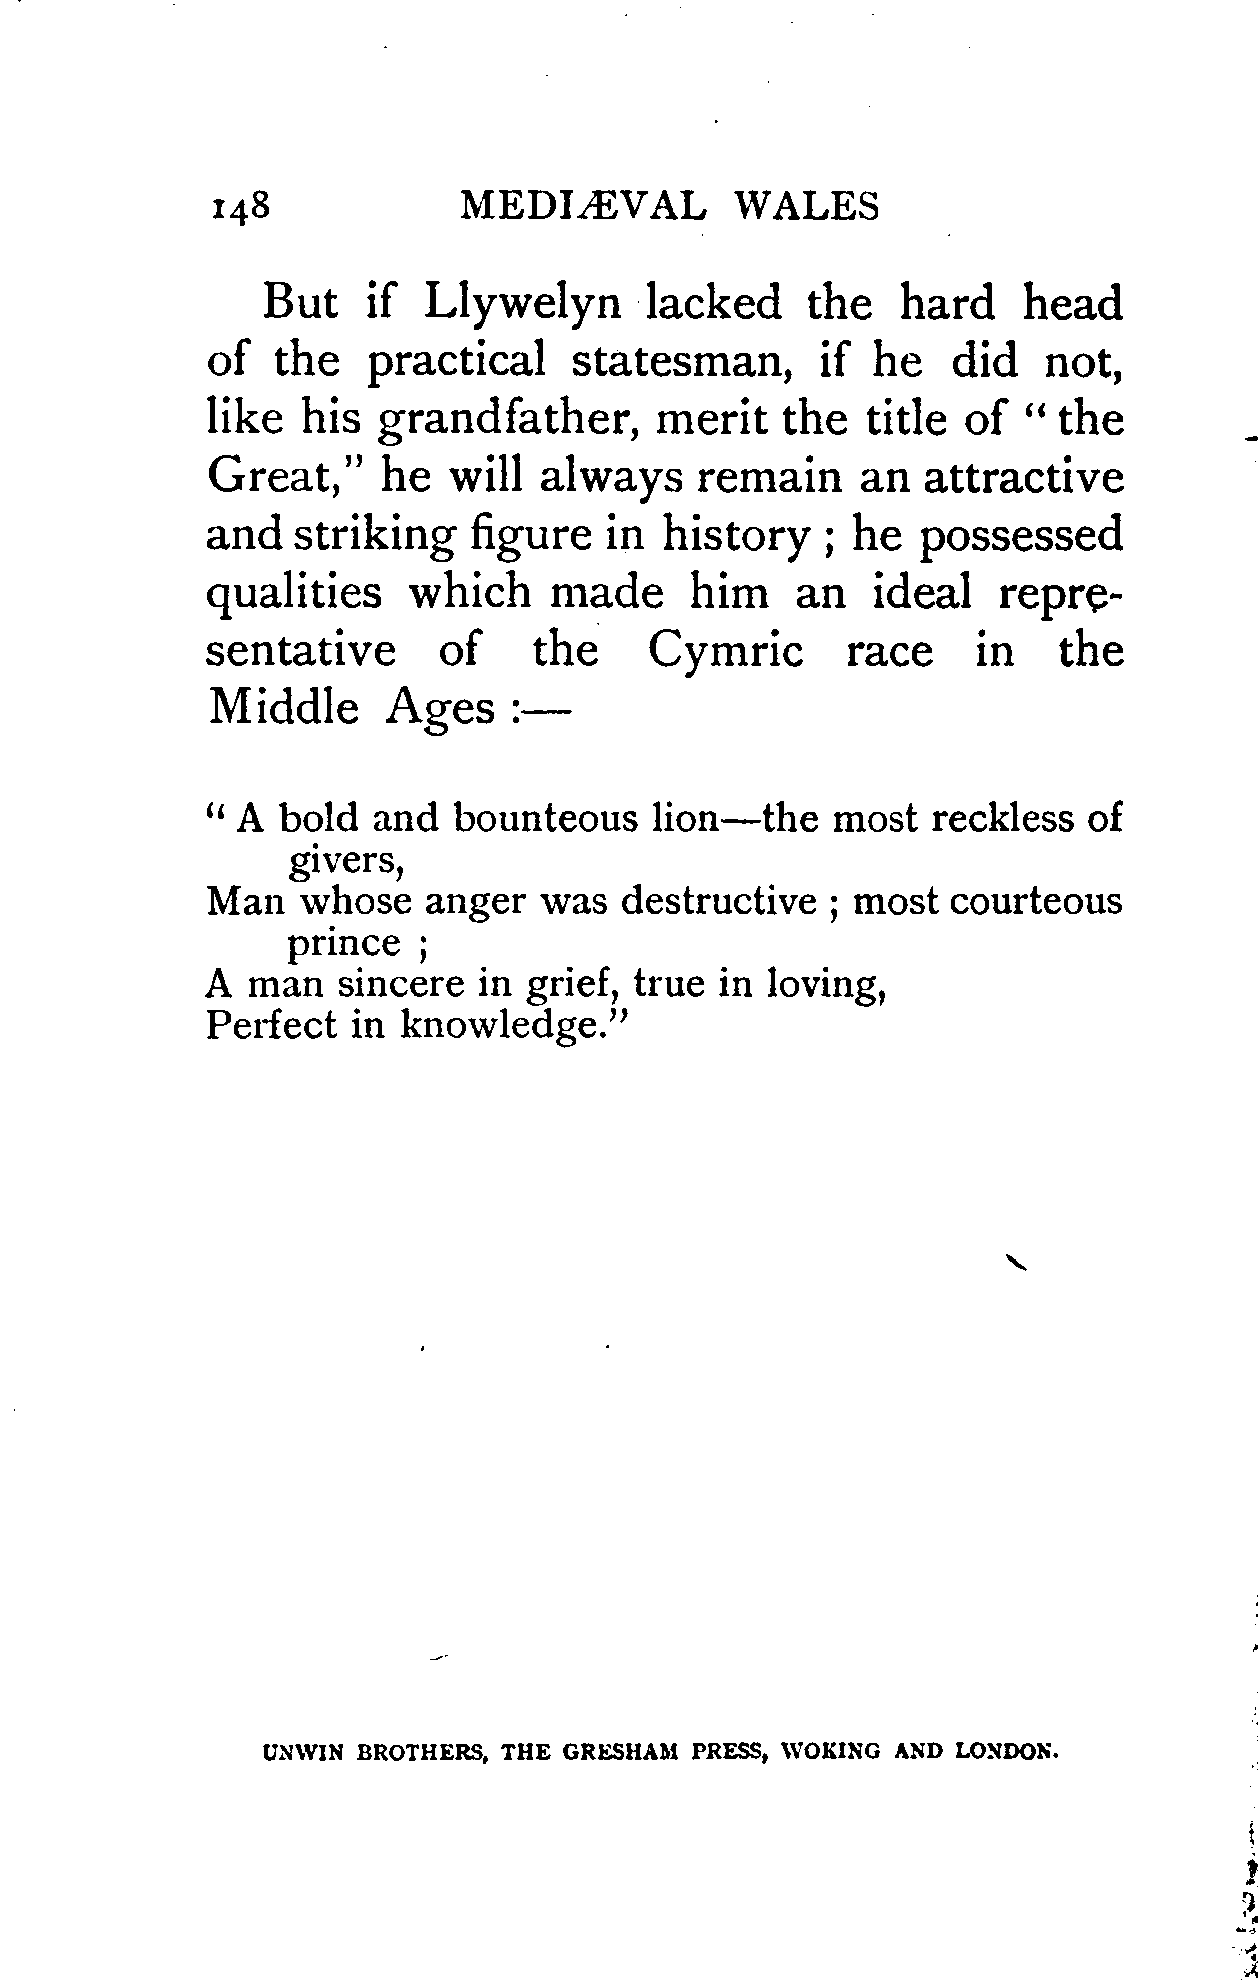 148 MEDIÆVAL WALES
But if Llywelyn lacked the hard head
of the practical statesman, if he did not,
like his grandfather, merit the title of “ the
Great,” he will always remain an attractive
and striking figure in history ; he possessed
qualities which made him an ideal repre-
sentative of the Cymric race in the
Middle Ages :—
“ A bold and bounteous lion—the most reckless of
givers,
Man whose anger was destructive ; most courteous
prince ;
A man sincere in grief, true in loving,
Perfect in knowledge.”
UNWIN BROTHERS, THE GRESHAM PRESS, WOKING AND LONDON.